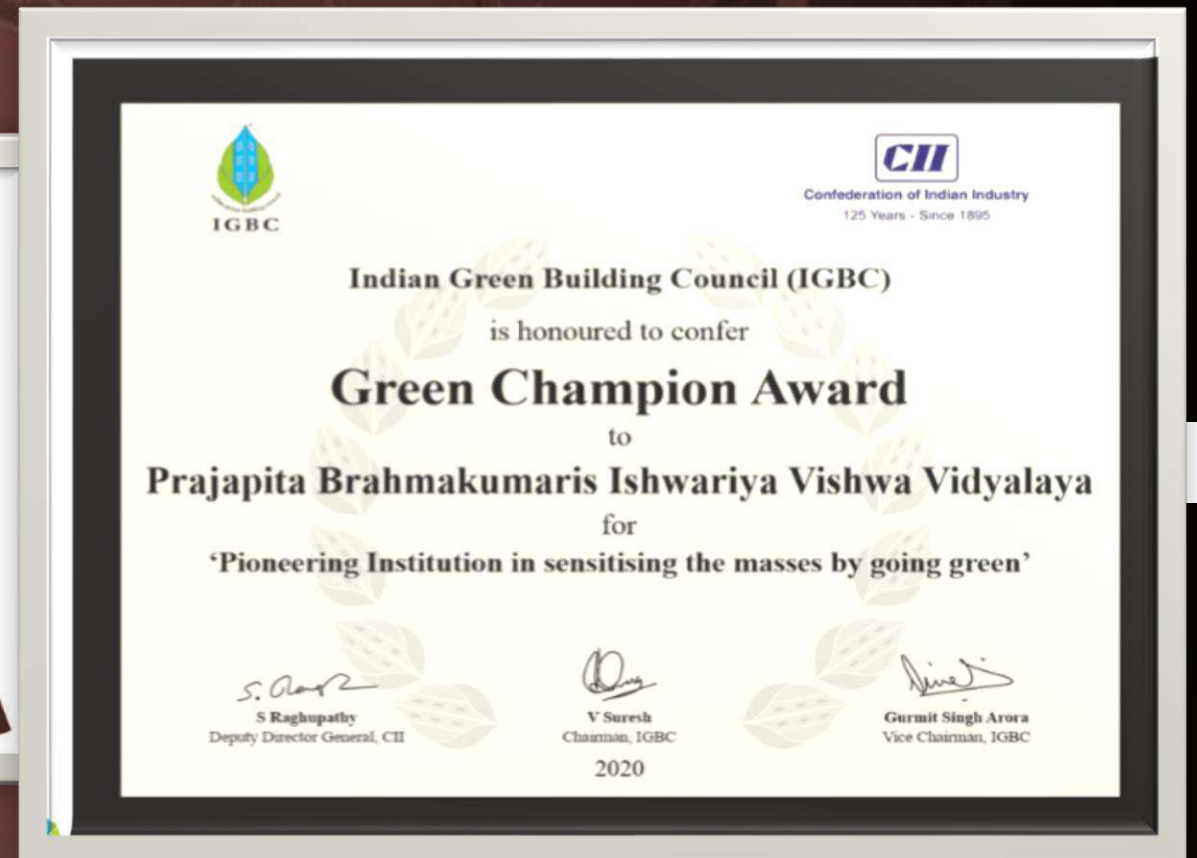 IGBC
CII
Confederation of Indian Industry
125 Years - Since 1895
Indian Green Building Council (IGBC)
is honoured to confer
Green Champion Award
to
Prajapita Brahmakumaris Ishwariya Vishwa Vidyalaya
for
‘Pioneering Institution in sensitising the masses by going green’
S Raghupathy
Deputy Director General, CII
V Suresh
Chairman, IGBC
Gurmit Singh Arora
Vice Chairman, IGBC
2020